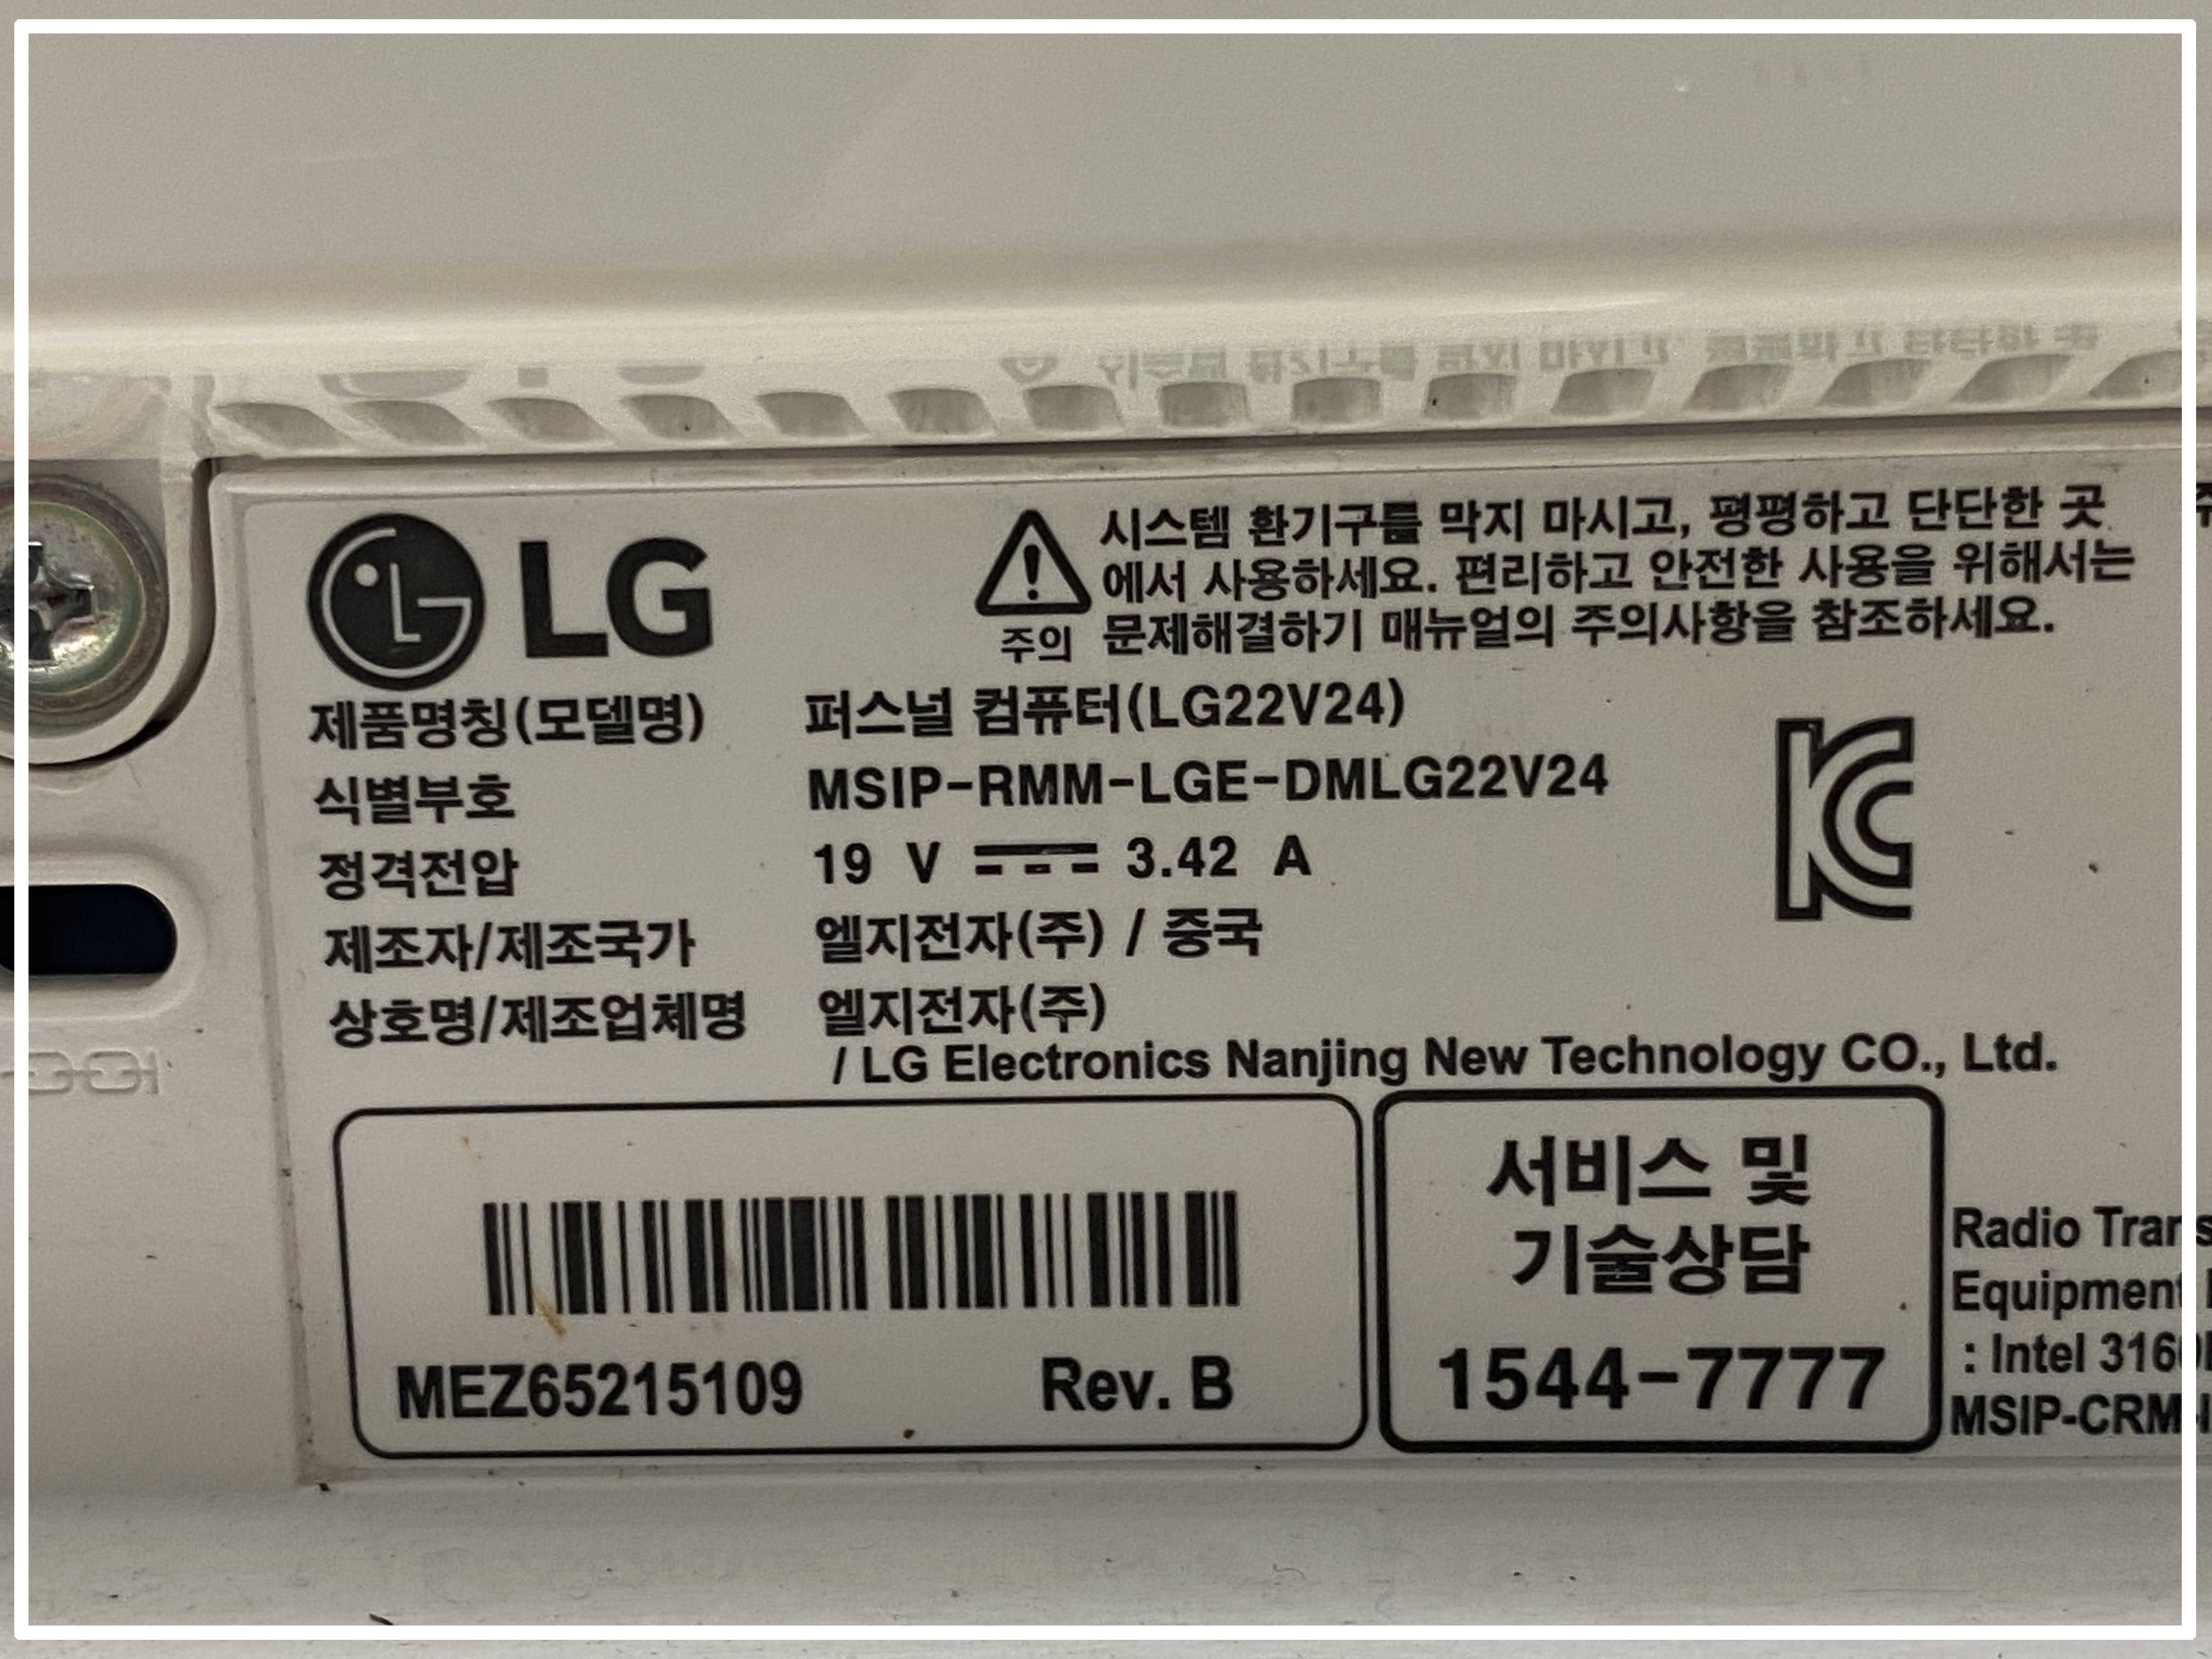 LG
시스템 환기구를 막지 마시고, 평평하고 단단한 곳
에서 사용하세요. 편리하고 안전한 사용을 위해서는
문제해결하기 매뉴얼의 주의사항을 참조하세요.
주의
제품명칭(모델명) 퍼스널 컴퓨터(LG22V24)
식별부호 MSIP-RMM-LGE-DMLG22V24
정격전압 19 V 3.42 A
제조자/제조국가 엘지전자(주) / 중국
상호명/제조업체명 엘지전자(주)
/ LG Electronics Nanjing New Technology CO., Ltd.
MEZ65215109 Rev. B
서비스 및
기술상담
1544-7777
Radio
Equipment
: Intel